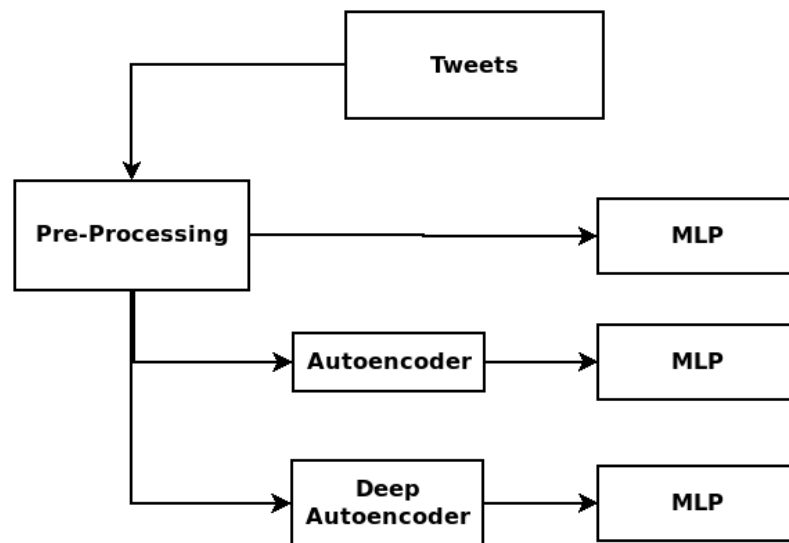 Tweets
Pre-Processing
MLP
Autoencoder
MLP
Deep
Autoencoder
MLP